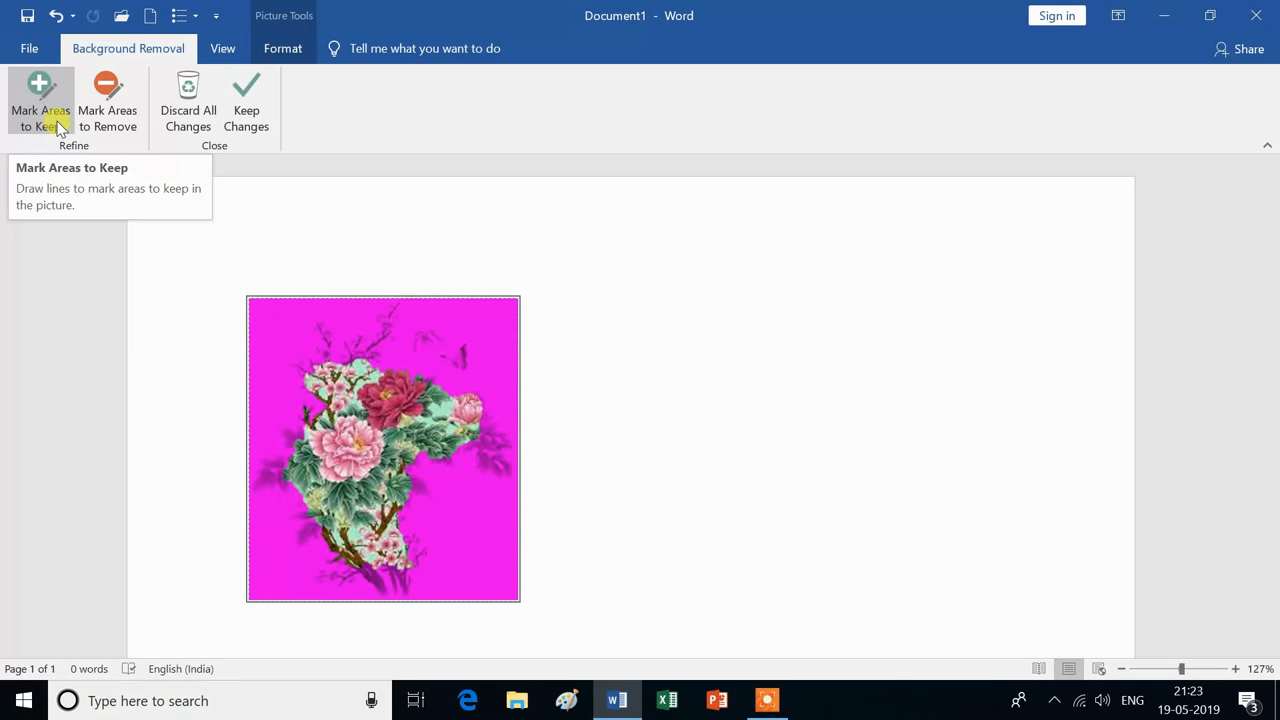 Picture Tools
Document1 - Word
Sign in
File
Background Removal
View
Format
Tell me what you want to do
Share
Mark Areas
to Keep
Mark Areas
to Remove
Discard All
Changes
Keep
Changes
Refine
Close
Mark Areas to Keep
Draw lines to mark areas to keep in
the picture.
Page 1 of 1
0 words
English (India)
127%
Type here to search
ENG
21:23
19-05-2019
3